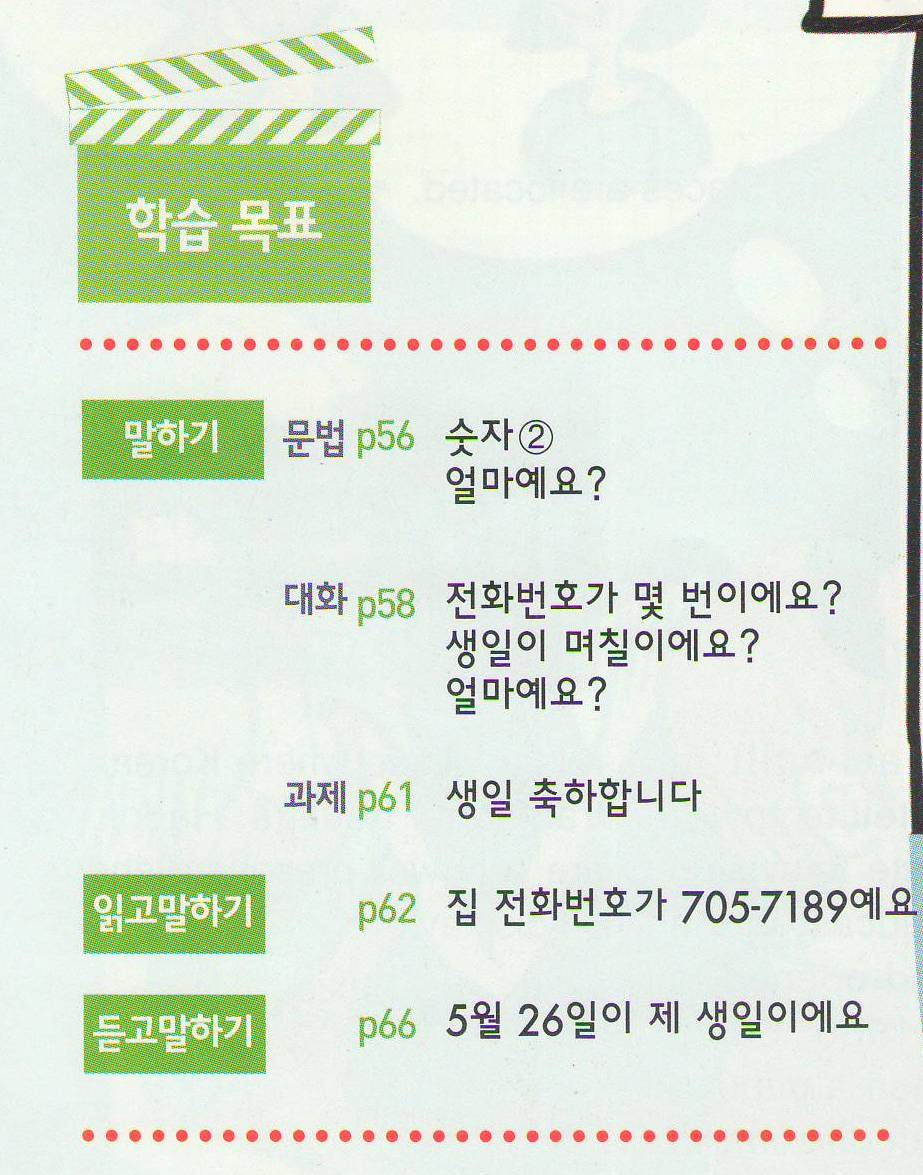 학습 목표
말하기 문법 p56 숫자②
얼마예요?
대화 p58 전화번호가 몇 번이에요?
생일이 며칠이에요?
얼마예요?
과제 p61 생일 축하합니다
읽고말하기 p62 집 전화번호가 705-7189예요
듣고말하기 p66 5월 26일이 제 생일이에요